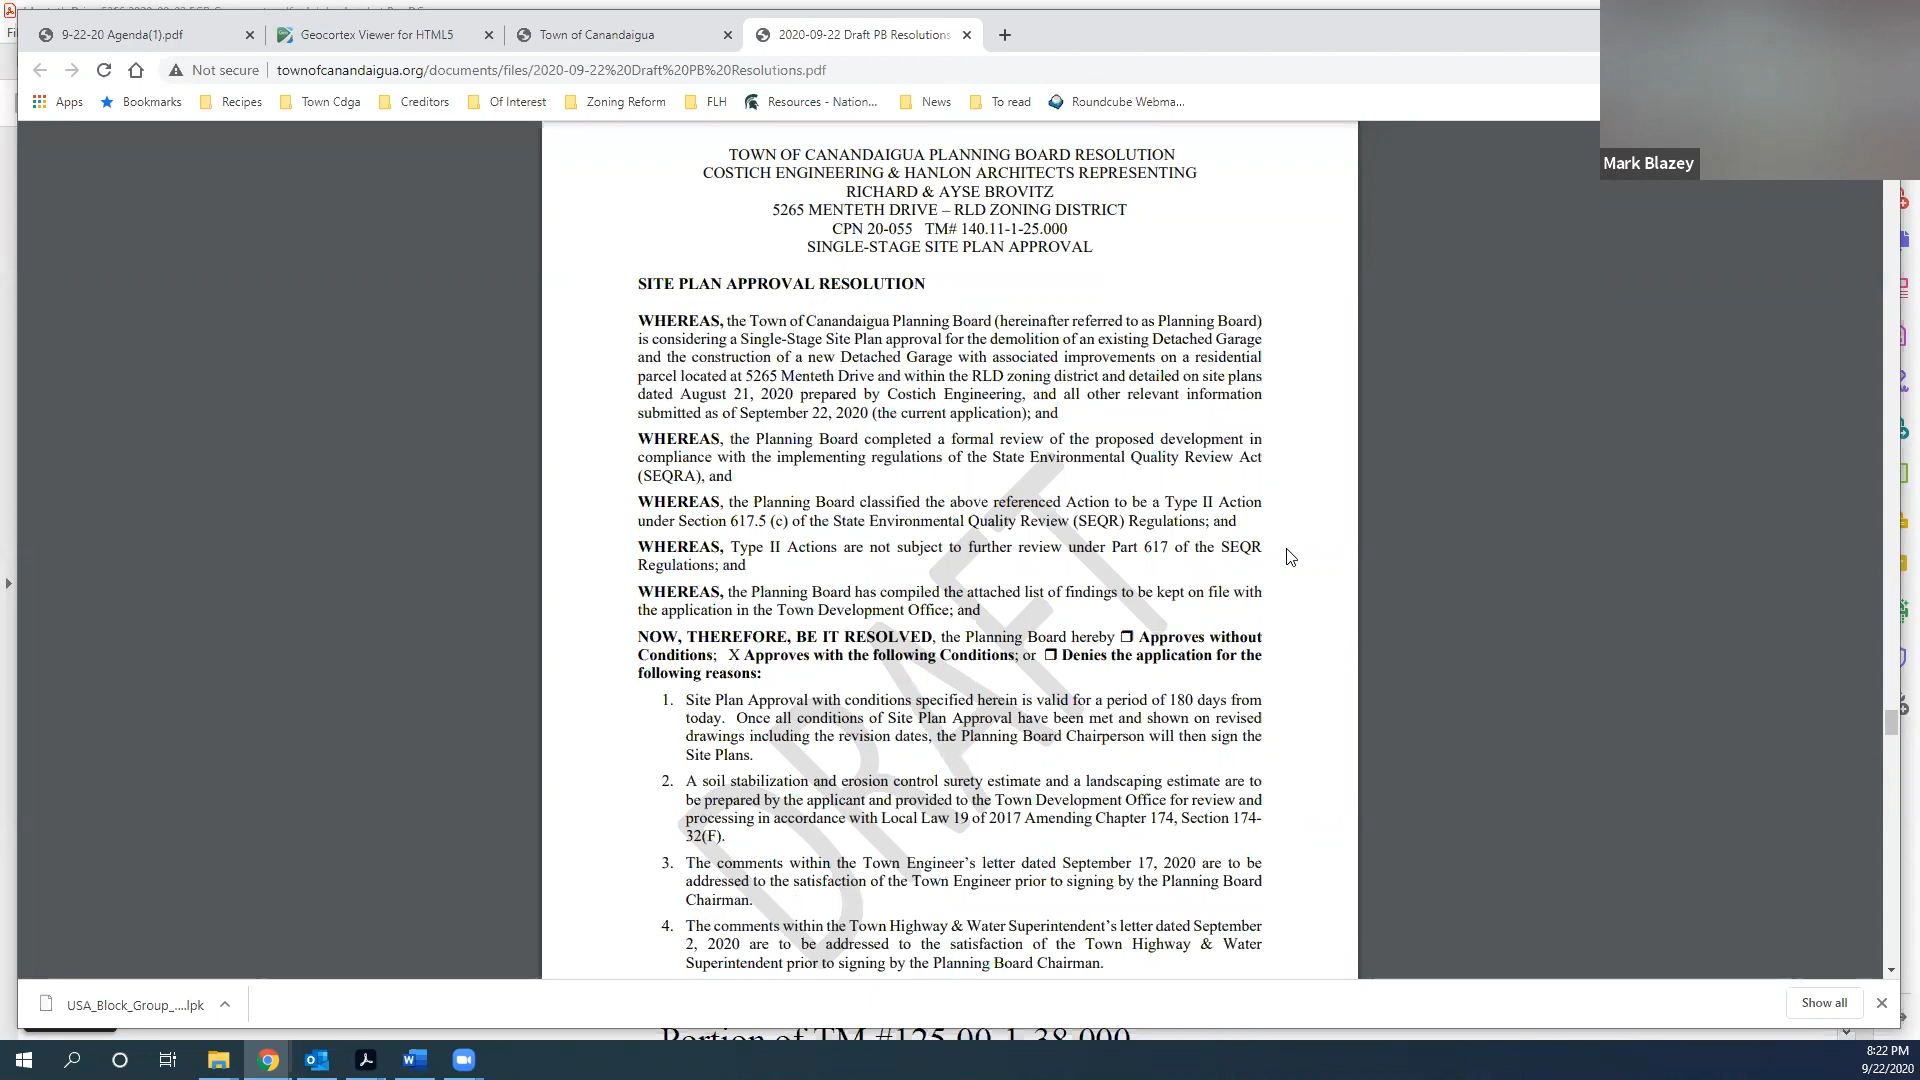 9-22-20 Agenda(1).pdf
Geocortex Viewer for HTML5
Town of Canandaigua
2020-09-22 Draft PB Resolutions
Not secure
townofcanandaigua.org/documents/files/2020-09-22%20Draft%20PB%20Resolutions.pdf
Apps
Bookmarks
Recipes
Town Cdga
Creditors
Of Interest
Zoning Reform
FLH
Resources - Nation...
News
To read
Roundcube Webma...
Mark Blazey
TOWN OF CANANDAIGUA PLANNING BOARD RESOLUTION
COSTICH ENGINEERING & HANLON ARCHITECTS REPRESENTING
RICHARD & AYSE BROVITZ
5265 MENTETH DRIVE – RLD ZONING DISTRICT
CPN 20-055 TM# 140.11-1-25.000
SINGLE-STAGE SITE PLAN APPROVAL
SITE PLAN APPROVAL RESOLUTION
WHEREAS, the Town of Canandaigua Planning Board (hereinafter referred to as Planning Board)
is considering a Single-Stage Site Plan approval for the demolition of an existing Detached Garage
and the construction of a new Detached Garage with associated improvements on a residential
parcel located at 5265 Menteth Drive and within the RLD zoning district and detailed on site plans
dated August 21, 2020 prepared by Costich Engineering, and all other relevant information
submitted as of September 22, 2020 (the current application); and
WHEREAS, the Planning Board completed a formal review of the proposed development in
compliance with the implementing regulations of the State Environmental Quality Review Act
(SEQRA), and
WHEREAS, the Planning Board classified the above referenced Action to be a Type II Action
under Section 617.5 (c) of the State Environmental Quality Review (SEQR) Regulations; and
WHEREAS, Type II Actions are not subject to further review under Part 617 of the SEQR
Regulations; and
WHEREAS, the Planning Board has compiled the attached list of findings to be kept on file with
the application in the Town Development Office; and
NOW, THEREFORE, BE IT RESOLVED, the Planning Board hereby ❒ Approves without
Conditions; X Approves with the following Conditions; or ❒ Denies the application for the
following reasons:
1. Site Plan Approval with conditions specified herein is valid for a period of 180 days from
today. Once all conditions of Site Plan Approval have been met and shown on revised
drawings including the revision dates, the Planning Board Chairperson will then sign the
Site Plans.
2. A soil stabilization and erosion control surety estimate and a landscaping estimate are to
be prepared by the applicant and provided to the Town Development Office for review and
processing in accordance with Local Law 19 of 2017 Amending Chapter 174, Section 174-
32(F).
3. The comments within the Town Engineer's letter dated September 17, 2020 are to be
addressed to the satisfaction of the Town Engineer prior to signing by the Planning Board
Chairman.
4. The comments within the Town Highway & Water Superintendent's letter dated September
2, 2020 are to be addressed to the satisfaction of the Town Highway & Water
Superintendent prior to signing by the Planning Board Chairman.
DRAFT
USA_Block_Group_....lpk
Show all
Portion of TM #125.00-1-38.000
8:22 PM
9/22/2020